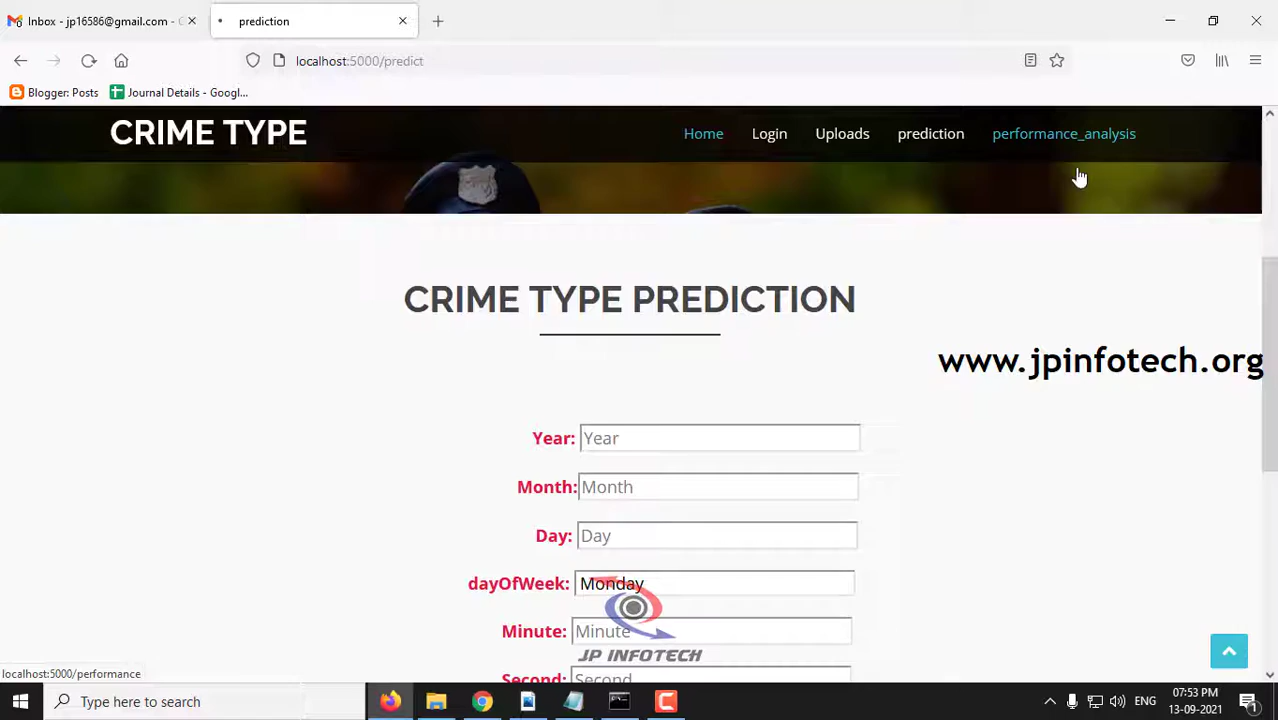 Inbox - jp16586@gmail.com - G
prediction
localhost:5000/predict
Blogger: Posts
Journal Details - Googl...
CRIME TYPE
Home
Login
Uploads
prediction
performance_analysis
CRIME TYPE PREDICTION
www.jpinfotech.org
Year: Year
Month: Month
Day: Day
dayOfWeek: Monday
Minute: Minute
JP INFOTECH
Second: Second
localhost:5000/performance
Type here to search
ENG
07:53 PM
13-09-2021
1